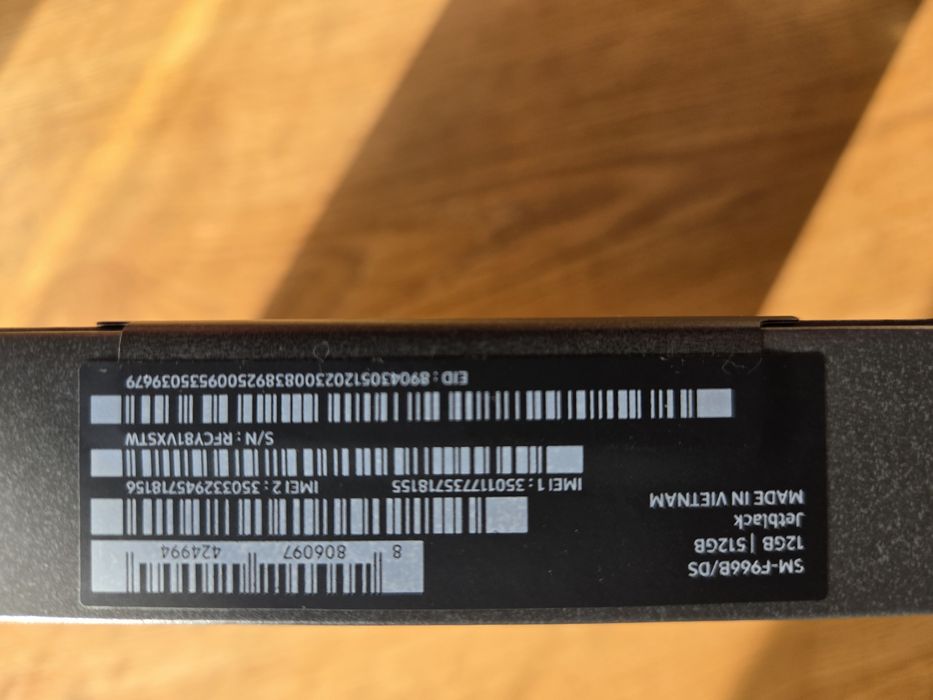 SM-F966B/DS
12GB | 512GB
Jetblack
MADE IN VIETNAM
8 806097 424994
IMEI 1 : 350117735718155 IMEI 2 : 350332945718156
S/N : RFCY81VXSTW
EID : 89043051202300838925009535039679